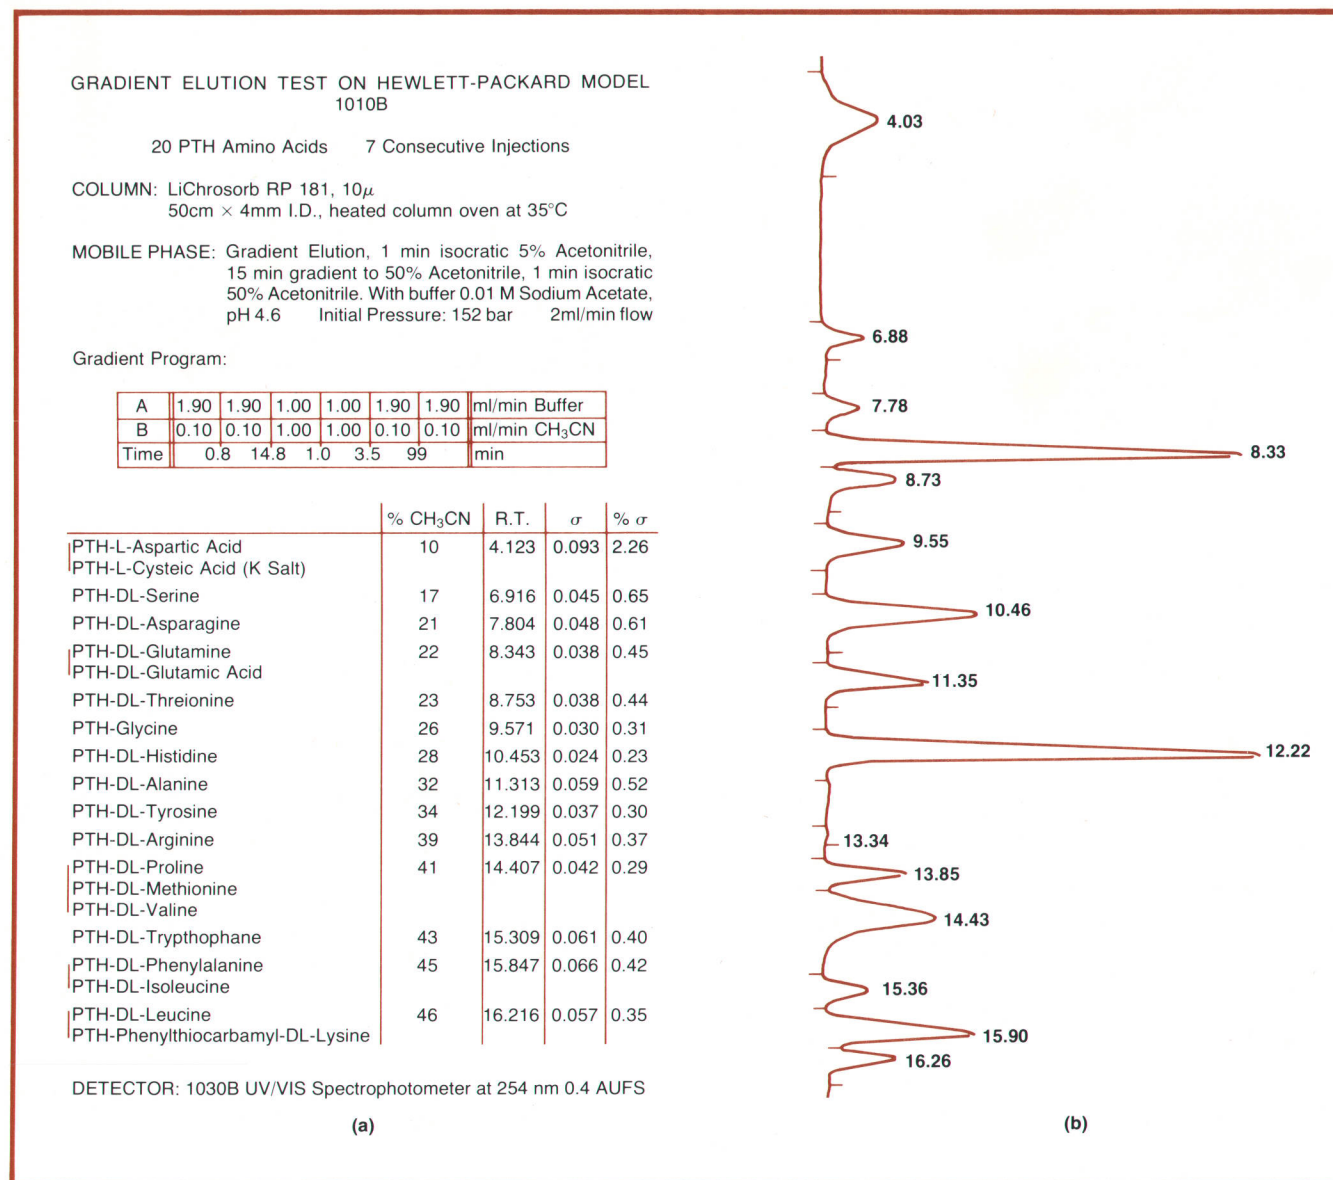 GRADIENT ELUTION TEST ON HEWLETT-PACKARD MODEL
1010B
20 PTH Amino Acids 7 Consecutive Injections
COLUMN: LiChrosorb RP 181, 10μ
50cm × 4mm I.D., heated column oven at 35°C
MOBILE PHASE: Gradient Elution, 1 min isocratic 5% Acetonitrile,
15 min gradient to 50% Acetonitrile, 1 min isocratic
50% Acetonitrile. With buffer 0.01 M Sodium Acetate,
pH 4.6 Initial Pressure: 152 bar 2ml/min flow
Gradient Program:
A 1.90 1.90 1.00 1.00 1.90 1.90 ml/min Buffer
B 0.10 0.10 1.00 1.00 0.10 0.10 ml/min CH₃CN
Time 0.8 14.8 1.0 3.5 99 min
% CH₃CN R.T. σ % σ
PTH-L-Aspartic Acid 10 4.123 0.093 2.26
PTH-L-Cysteic Acid (K Salt)
PTH-DL-Serine 17 6.916 0.045 0.65
PTH-DL-Asparagine 21 7.804 0.048 0.61
PTH-DL-Glutamine 22 8.343 0.038 0.45
PTH-DL-Glutamic Acid
PTH-DL-Threionine 23 8.753 0.038 0.44
PTH-Glycine 26 9.571 0.030 0.31
PTH-DL-Histidine 28 10.453 0.024 0.23
PTH-DL-Alanine 32 11.313 0.059 0.52
PTH-DL-Tyrosine 34 12.199 0.037 0.30
PTH-DL-Arginine 39 13.844 0.051 0.37
PTH-DL-Proline 41 14.407 0.042 0.29
PTH-DL-Methionine
PTH-DL-Valine
PTH-DL-Trypthophane 43 15.309 0.061 0.40
PTH-DL-Phenylalanine 45 15.847 0.066 0.42
PTH-DL-Isoleucine
PTH-DL-Leucine 46 16.216 0.057 0.35
PTH-Phenylthiocarbamyl-DL-Lysine
DETECTOR: 1030B UV/VIS Spectrophotometer at 254 nm 0.4 AUFS
(a)
4.03
6.88
7.78
8.33
8.73
9.55
10.46
11.35
12.22
13.34
13.85
14.43
15.36
15.90
16.26
(b)